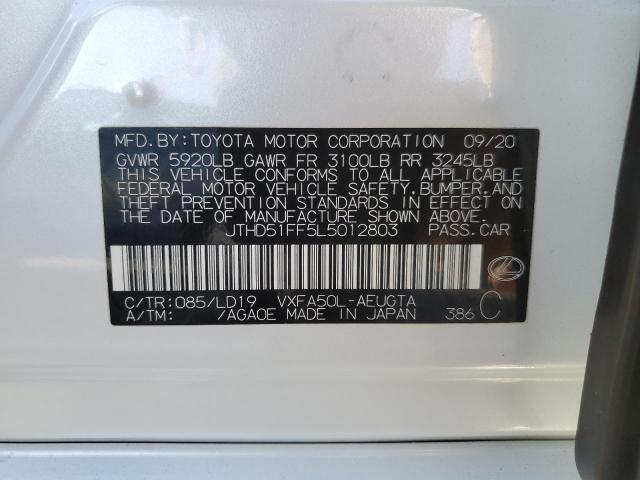 MFD. BY: TOYOTA MOTOR CORPORATION 09/20
GVWR 5920LB GAWR FR 3100LB RR 3245LB
THIS VEHICLE CONFORMS TO ALL APPLICABLE
FEDERAL MOTOR VEHICLE SAFETY, BUMPER, AND
THEFT PREVENTION STANDARDS IN EFFECT ON
THE DATE OF MANUFACTURE SHOWN ABOVE.
JTHD51FF5L5012803 PASS.CAR
C/TR:085/LD19 VXFA50L-AEUGTA
A/TM: /AGA0E MADE IN JAPAN 386 C